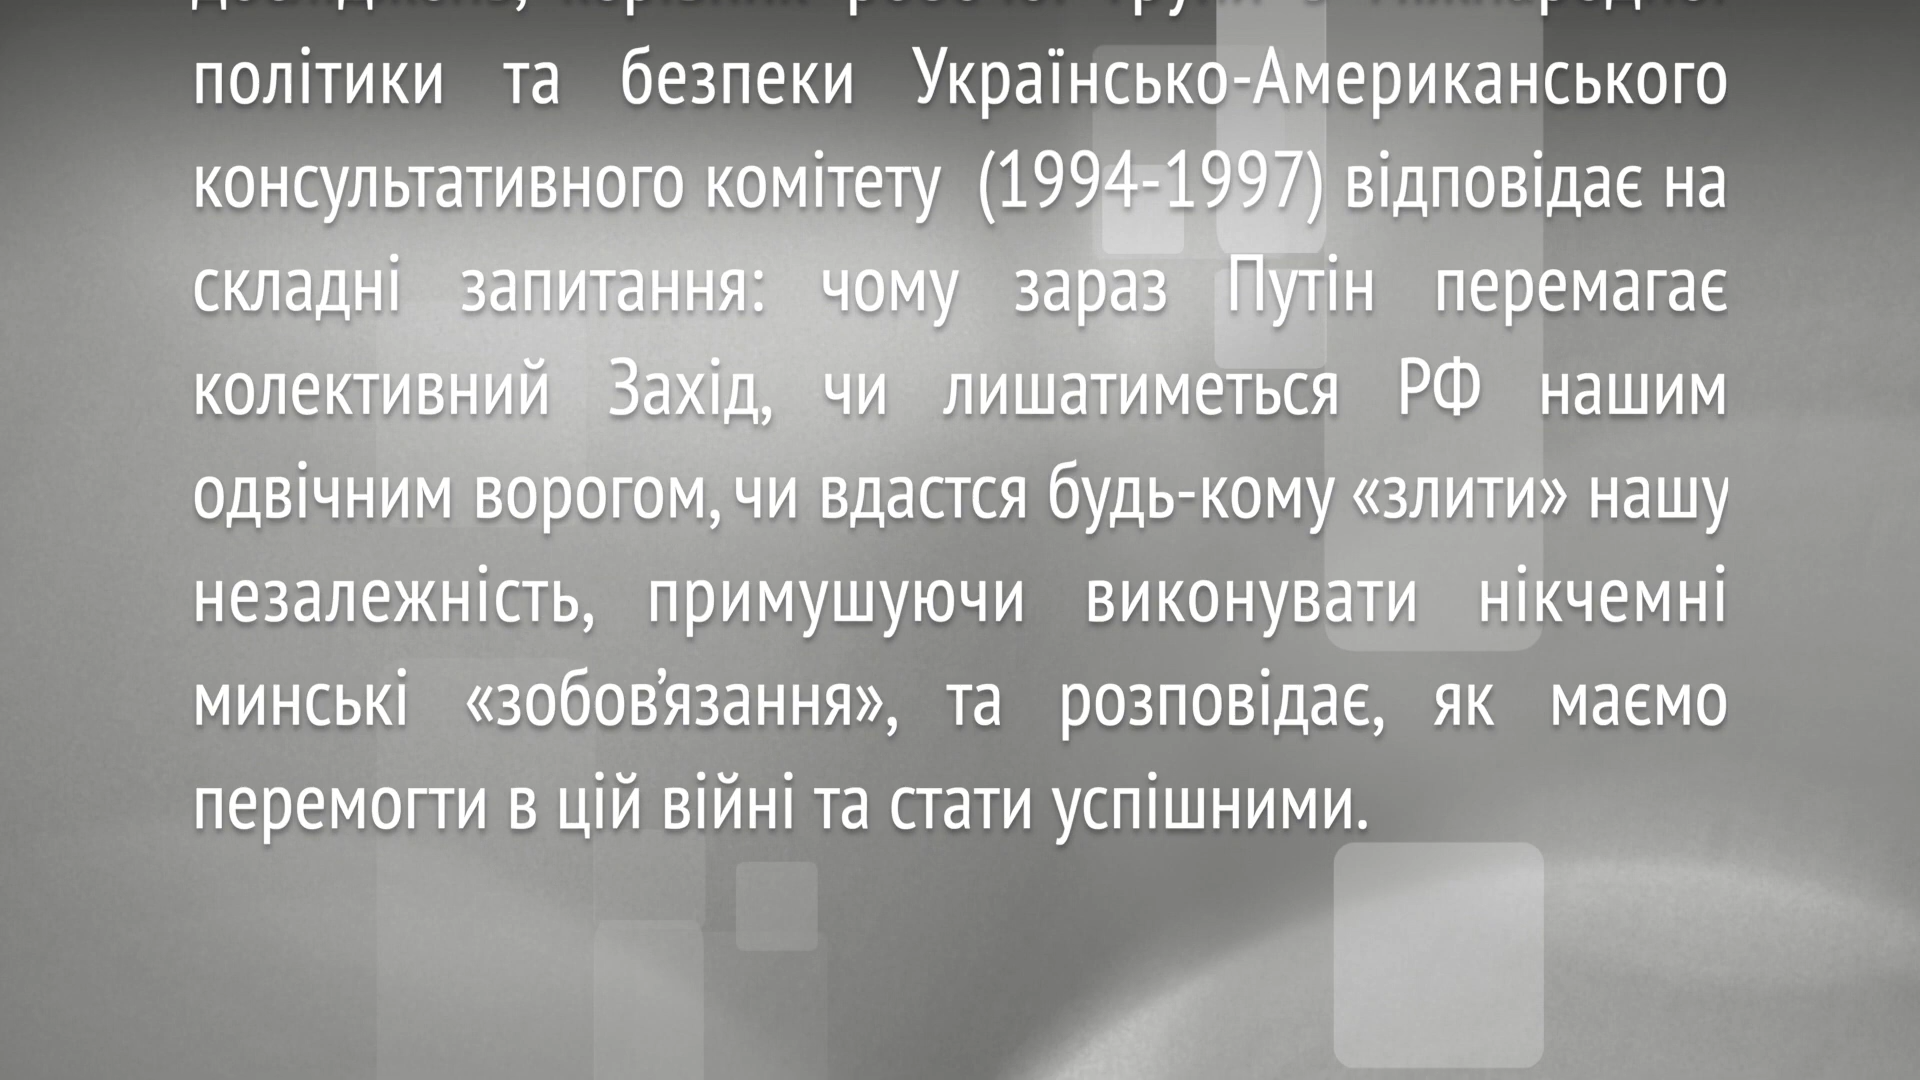 політики та безпеки Українсько-Американського
консультативного комітету (1994-1997) відповідає на
складні запитання: чому зараз Путін перемагає
колективний Захід, чи лишатиметься РФ нашим
одвічним ворогом, чи вдастся будь-кому «злити» нашу
незалежність, примушуючи виконувати нікчемні
минські «зобов’язання», та розповідає, як маємо
перемогти в цій війні та стати успішними.